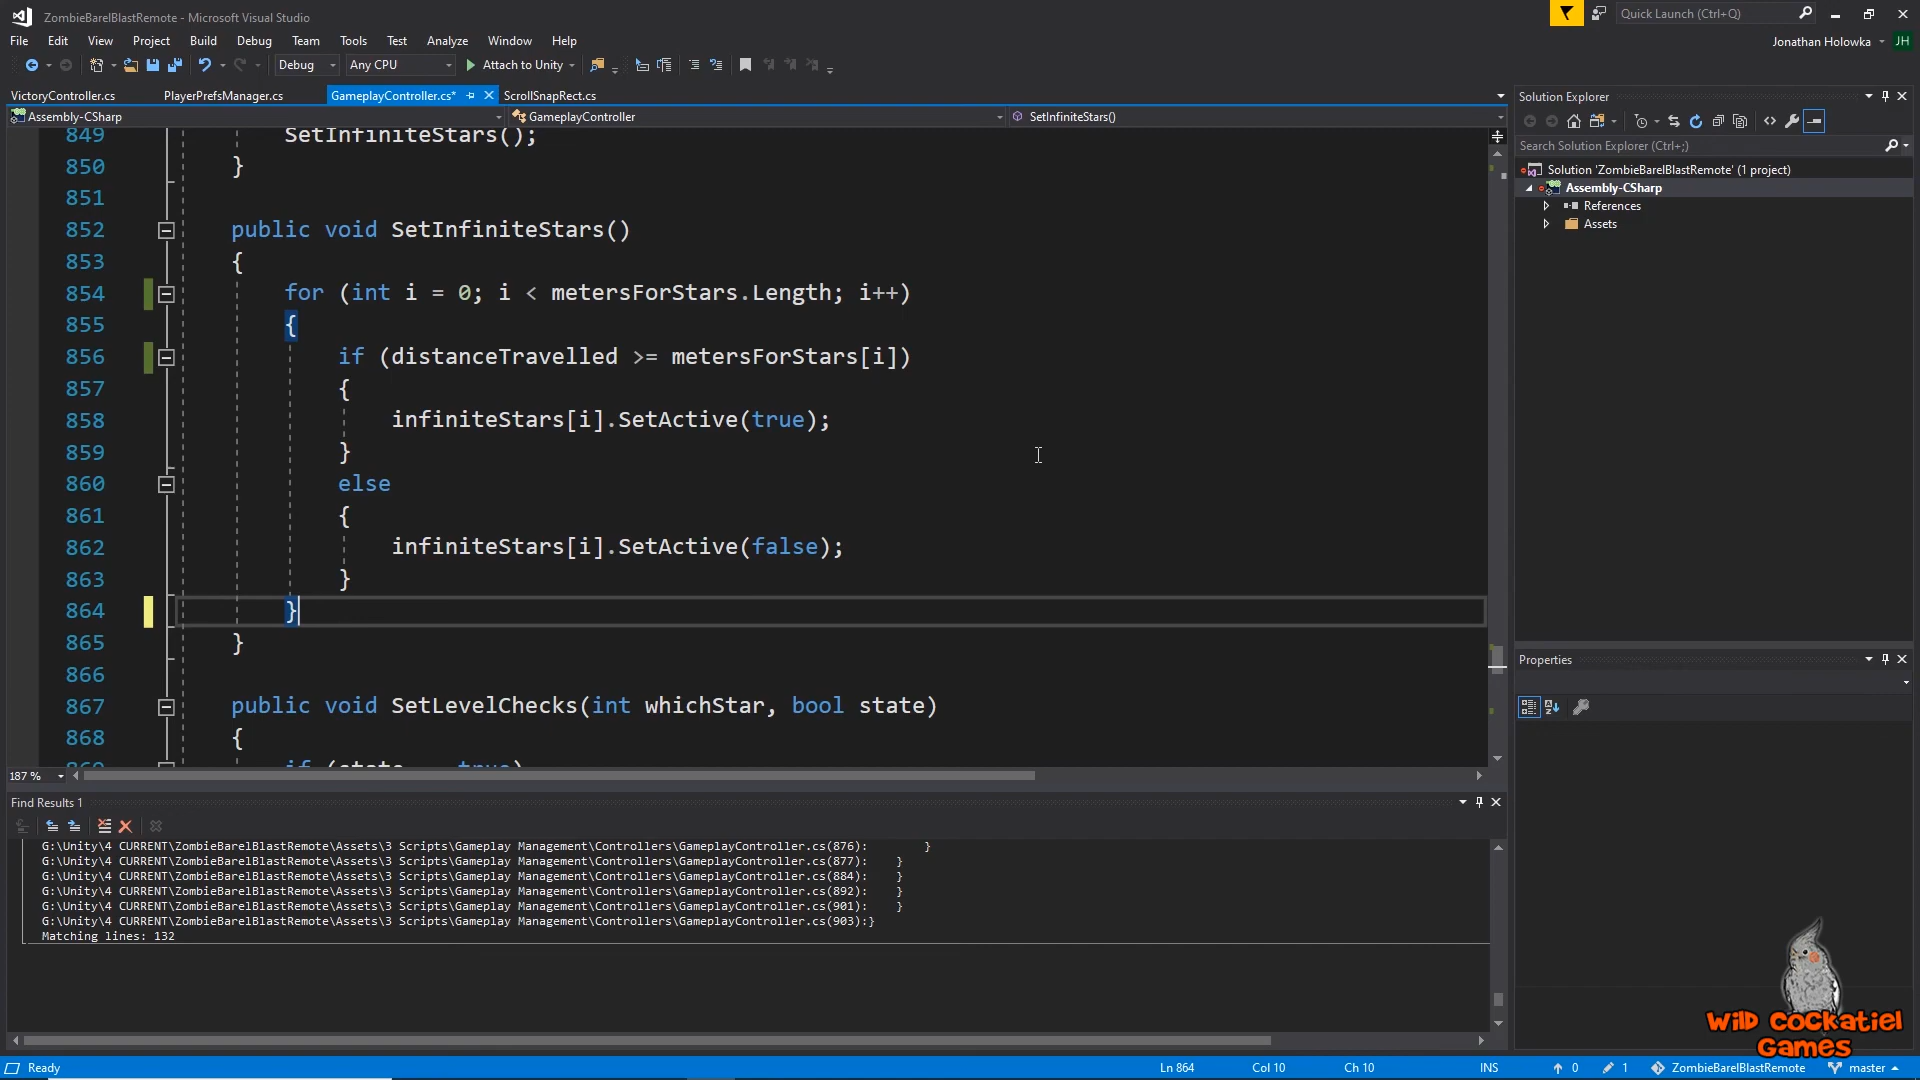 ZombieBarelBlastRemote - Microsoft Visual Studio
Quick Launch (Ctrl+Q)
File Edit View Project Build Debug Team Tools Test Analyze Window Help
Jonathan Holowka JH
Debug Any CPU Attach to Unity
VictoryController.cs PlayerPrefsManager.cs GameplayController.cs* ScrollSnapRect.cs
Assembly-CSharp GameplayController SetInfiniteStars()
849 SetInfiniteStars();
850 }
851
852 public void SetInfiniteStars()
853 {
854 for (int i = 0; i < metersForStars.Length; i++)
855 {
856 if (distanceTravelled >= metersForStars[i])
857 {
858 infiniteStars[i].SetActive(true);
859 }
860 else
861 {
862 infiniteStars[i].SetActive(false);
863 }
864 }
865 }
866
867 public void SetLevelChecks(int whichStar, bool state)
868 {
187 %
Find Results 1
G:\Unity\4 CURRENT\ZombieBarelBlastRemote\Assets\3 Scripts\Gameplay Management\Controllers\GameplayController.cs(876): }
G:\Unity\4 CURRENT\ZombieBarelBlastRemote\Assets\3 Scripts\Gameplay Management\Controllers\GameplayController.cs(877): }
G:\Unity\4 CURRENT\ZombieBarelBlastRemote\Assets\3 Scripts\Gameplay Management\Controllers\GameplayController.cs(884): }
G:\Unity\4 CURRENT\ZombieBarelBlastRemote\Assets\3 Scripts\Gameplay Management\Controllers\GameplayController.cs(892): }
G:\Unity\4 CURRENT\ZombieBarelBlastRemote\Assets\3 Scripts\Gameplay Management\Controllers\GameplayController.cs(901): }
G:\Unity\4 CURRENT\ZombieBarelBlastRemote\Assets\3 Scripts\Gameplay Management\Controllers\GameplayController.cs(903):}
Matching lines: 132
Solution Explorer
Search Solution Explorer (Ctrl+;)
Solution 'ZombieBarelBlastRemote' (1 project)
Assembly-CSharp
References
Assets
Properties
Wild Cockatiel
Games
Ready Ln 864 Col 10 Ch 10 INS 0 1 ZombieBarelBlastRemote master